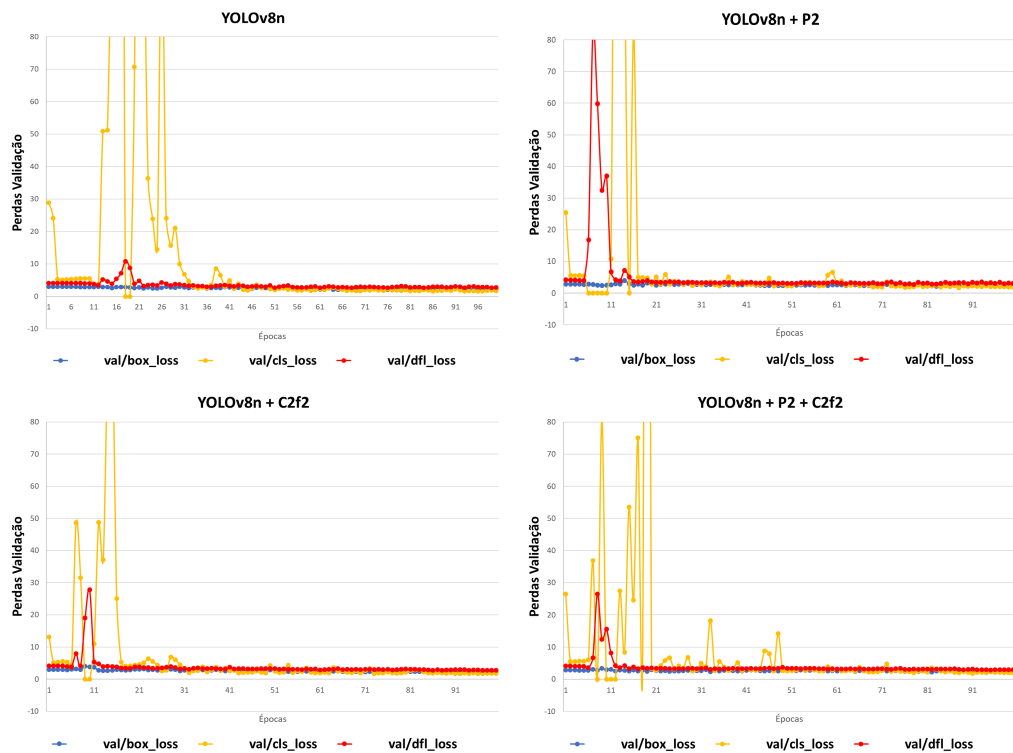 YOLOv8n
80
70
60
50
40
30
20
10
0
-10
Perdas Validação
1 6 11 16 21 26 31 36 41 46 51 56 61 66 71 76 81 86 91 96
Épocas
val/box_loss val/cls_loss val/dfl_loss
YOLOv8n + P2
80
70
60
50
40
30
20
10
0
-10
Perdas Validação
1 11 21 31 41 51 61 71 81 91
Épocas
val/box_loss val/cls_loss val/dfl_loss
YOLOv8n + C2f2
80
70
60
50
40
30
20
10
0
-10
Perdas Validação
1 11 21 31 41 51 61 71 81 91
Épocas
val/box_loss val/cls_loss val/dfl_loss
YOLOv8n + P2 + C2f2
80
70
60
50
40
30
20
10
0
-10
Perdas Validação
1 11 21 31 41 51 61 71 81 91
Épocas
val/box_loss val/cls_loss val/dfl_loss